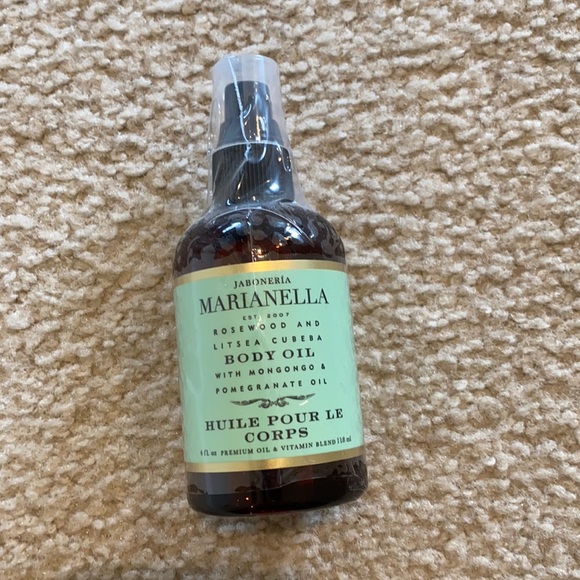 JABONERÍA
MARIANELLA
EST. 2007
ROSEWOOD AND
LITSEA CUBEBA
BODY OIL
WITH MONGONGO &
POMEGRANATE OIL
HUILE POUR LE
CORPS
4 fl. oz PREMIUM OIL & VITAMIN BLEND 118 ml